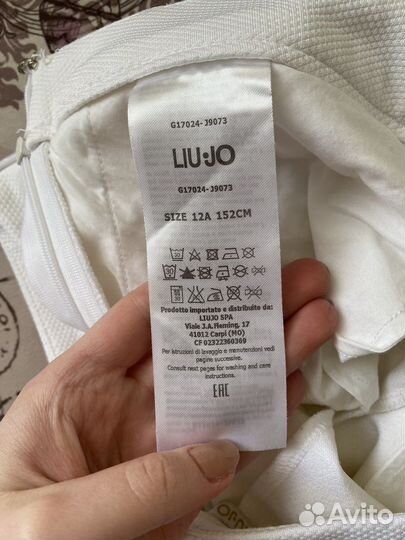 G17024-J9073
LIU·JO
G17024-J9073
SIZE 12A 152CM
Prodotto importato e distribuito da:
LIUJO SPA
Viale J.A.Fleming, 17
41012 Carpi (MO)
CF 02322360369
Per istruzioni di lavaggio e manutenzione vedi
pagine successive.
Consult next pages for washing and care
instructions.
EAC
Avito